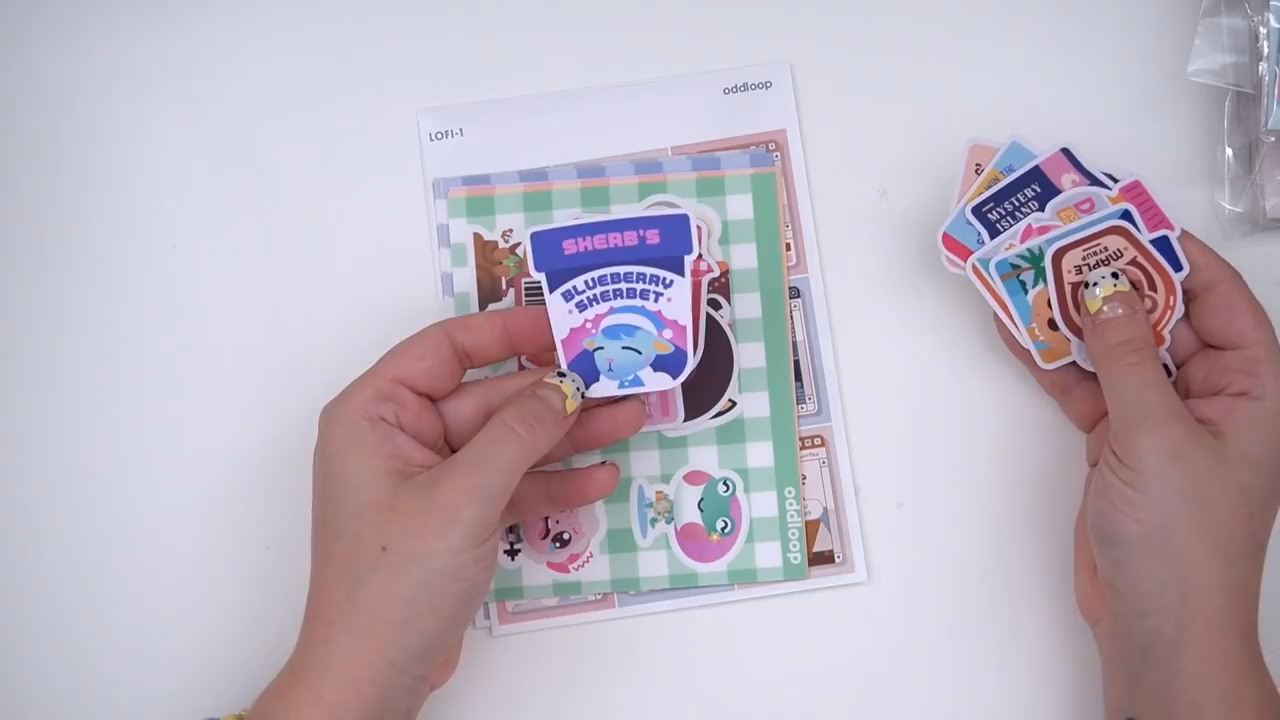 oddloop
LOFI-1
SHERB'S
BLUEBERRY
SHERBET
MYSTERY
ISLAND
MAPLE
SYRUP
oddloop